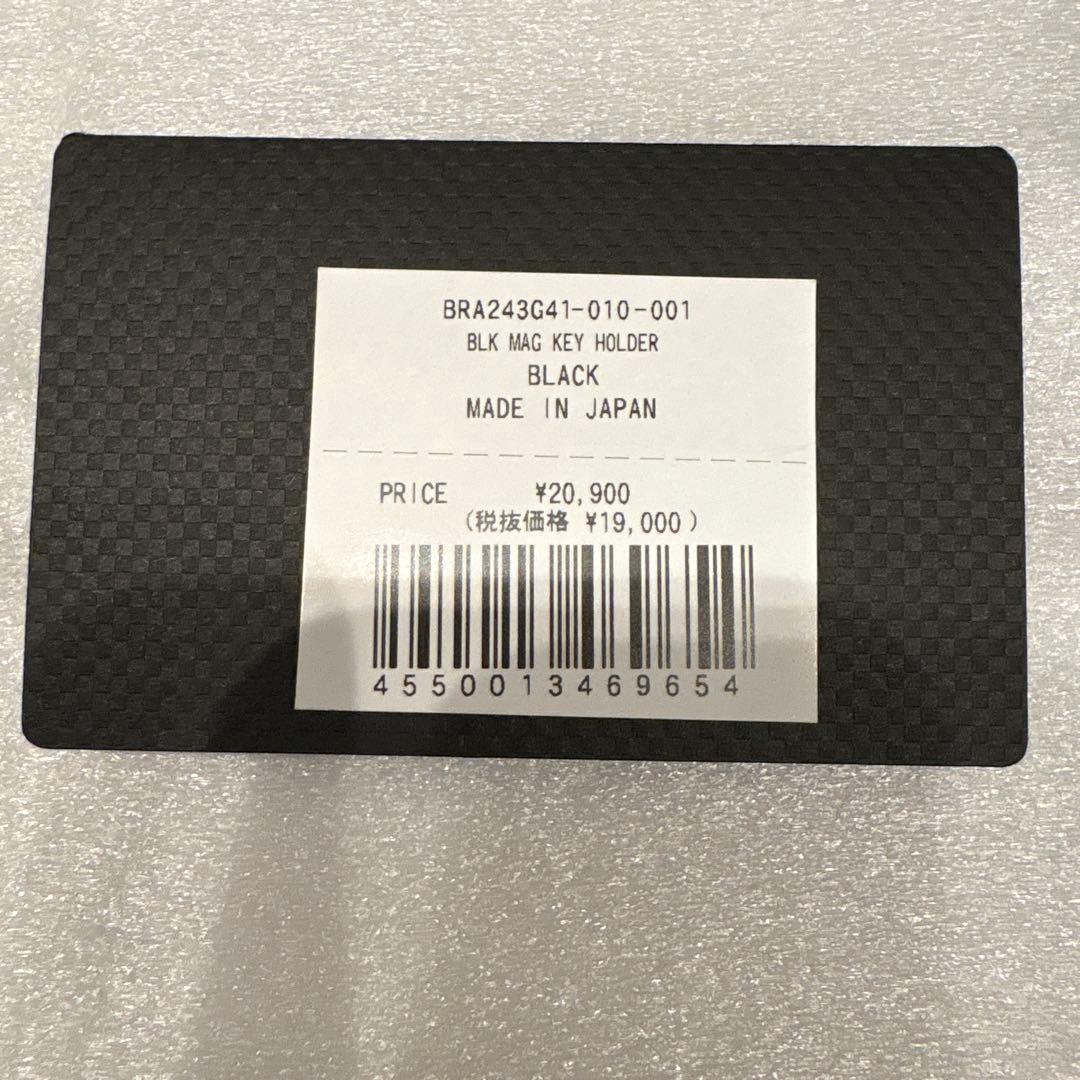 BRA243G41-010-001
BLK MAG KEY HOLDER
BLACK
MADE IN JAPAN
PRICE ¥20,900
(税抜価格 ¥19,000)
4550013469654